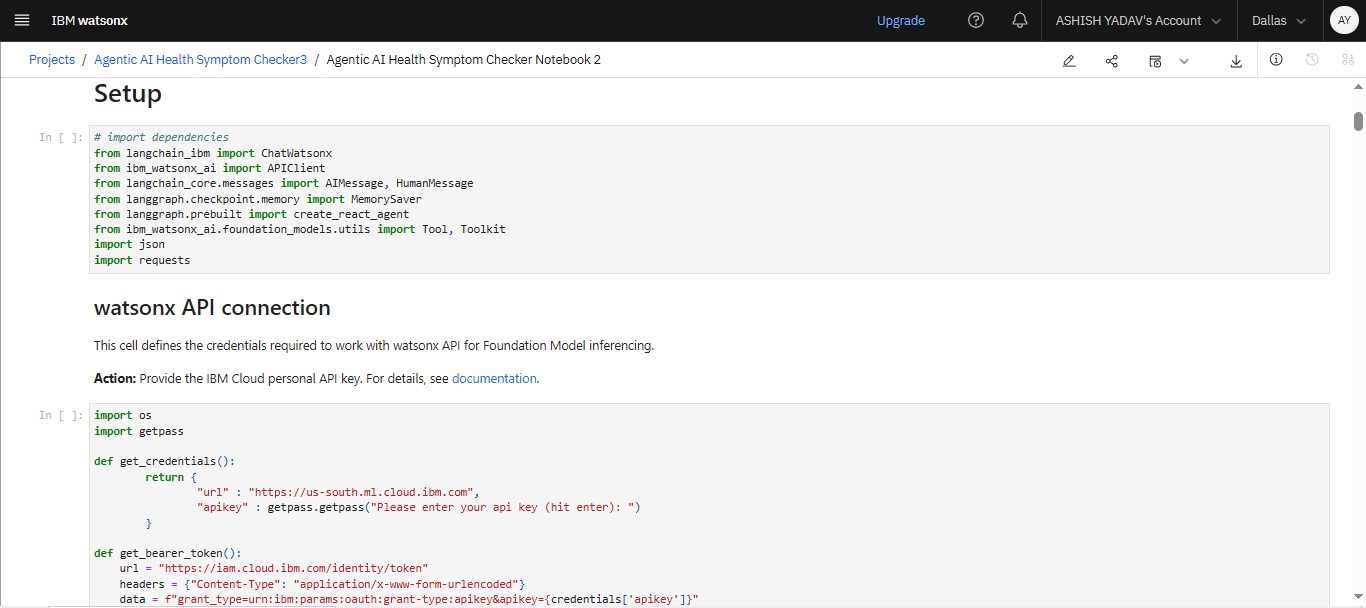 IBM watsonx
Upgrade
ASHISH YADAV's Account
Dallas
AY
Projects / Agentic AI Health Symptom Checker3 / Agentic AI Health Symptom Checker Notebook 2
Setup
In [ ]:
# import dependencies
from langchain_ibm import ChatWatsonx
from ibm_watsonx_ai import APIClient
from langchain_core.messages import AIMessage, HumanMessage
from langgraph.checkpoint.memory import MemorySaver
from langgraph.prebuilt import create_react_agent
from ibm_watsonx_ai.foundation_models.utils import Tool, Toolkit
import json
import requests
watsonx API connection
This cell defines the credentials required to work with watsonx API for Foundation Model inferencing.
Action: Provide the IBM Cloud personal API key. For details, see documentation.
In [ ]:
import os
import getpass
def get_credentials():
return {
"url" : "https://us-south.ml.cloud.ibm.com",
"apikey" : getpass.getpass("Please enter your api key (hit enter): ")
}
def get_bearer_token():
url = "https://iam.cloud.ibm.com/identity/token"
headers = {"Content-Type": "application/x-www-form-urlencoded"}
data = f"grant_type=urn:ibm:params:oauth:grant-type:apikey&apikey={credentials['apikey']}"